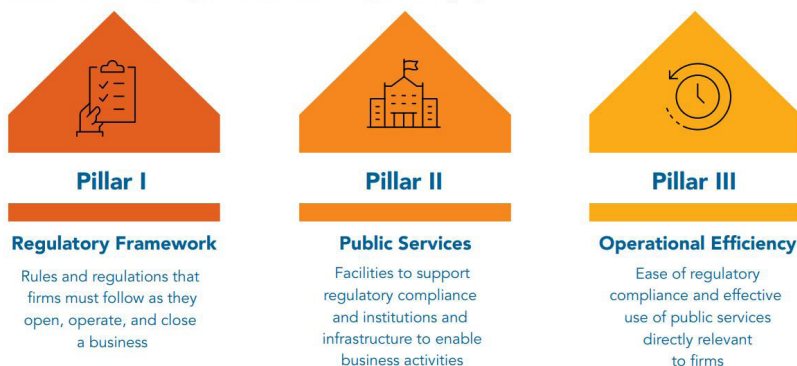 Pillar I
Regulatory Framework
Rules and regulations that
firms must follow as they
open, operate, and close
a business
Pillar II
Public Services
Facilities to support
regulatory compliance
and institutions and
infrastructure to enable
business activities
Pillar III
Operational Efficiency
Ease of regulatory
compliance and effective
use of public services
directly relevant
to firms